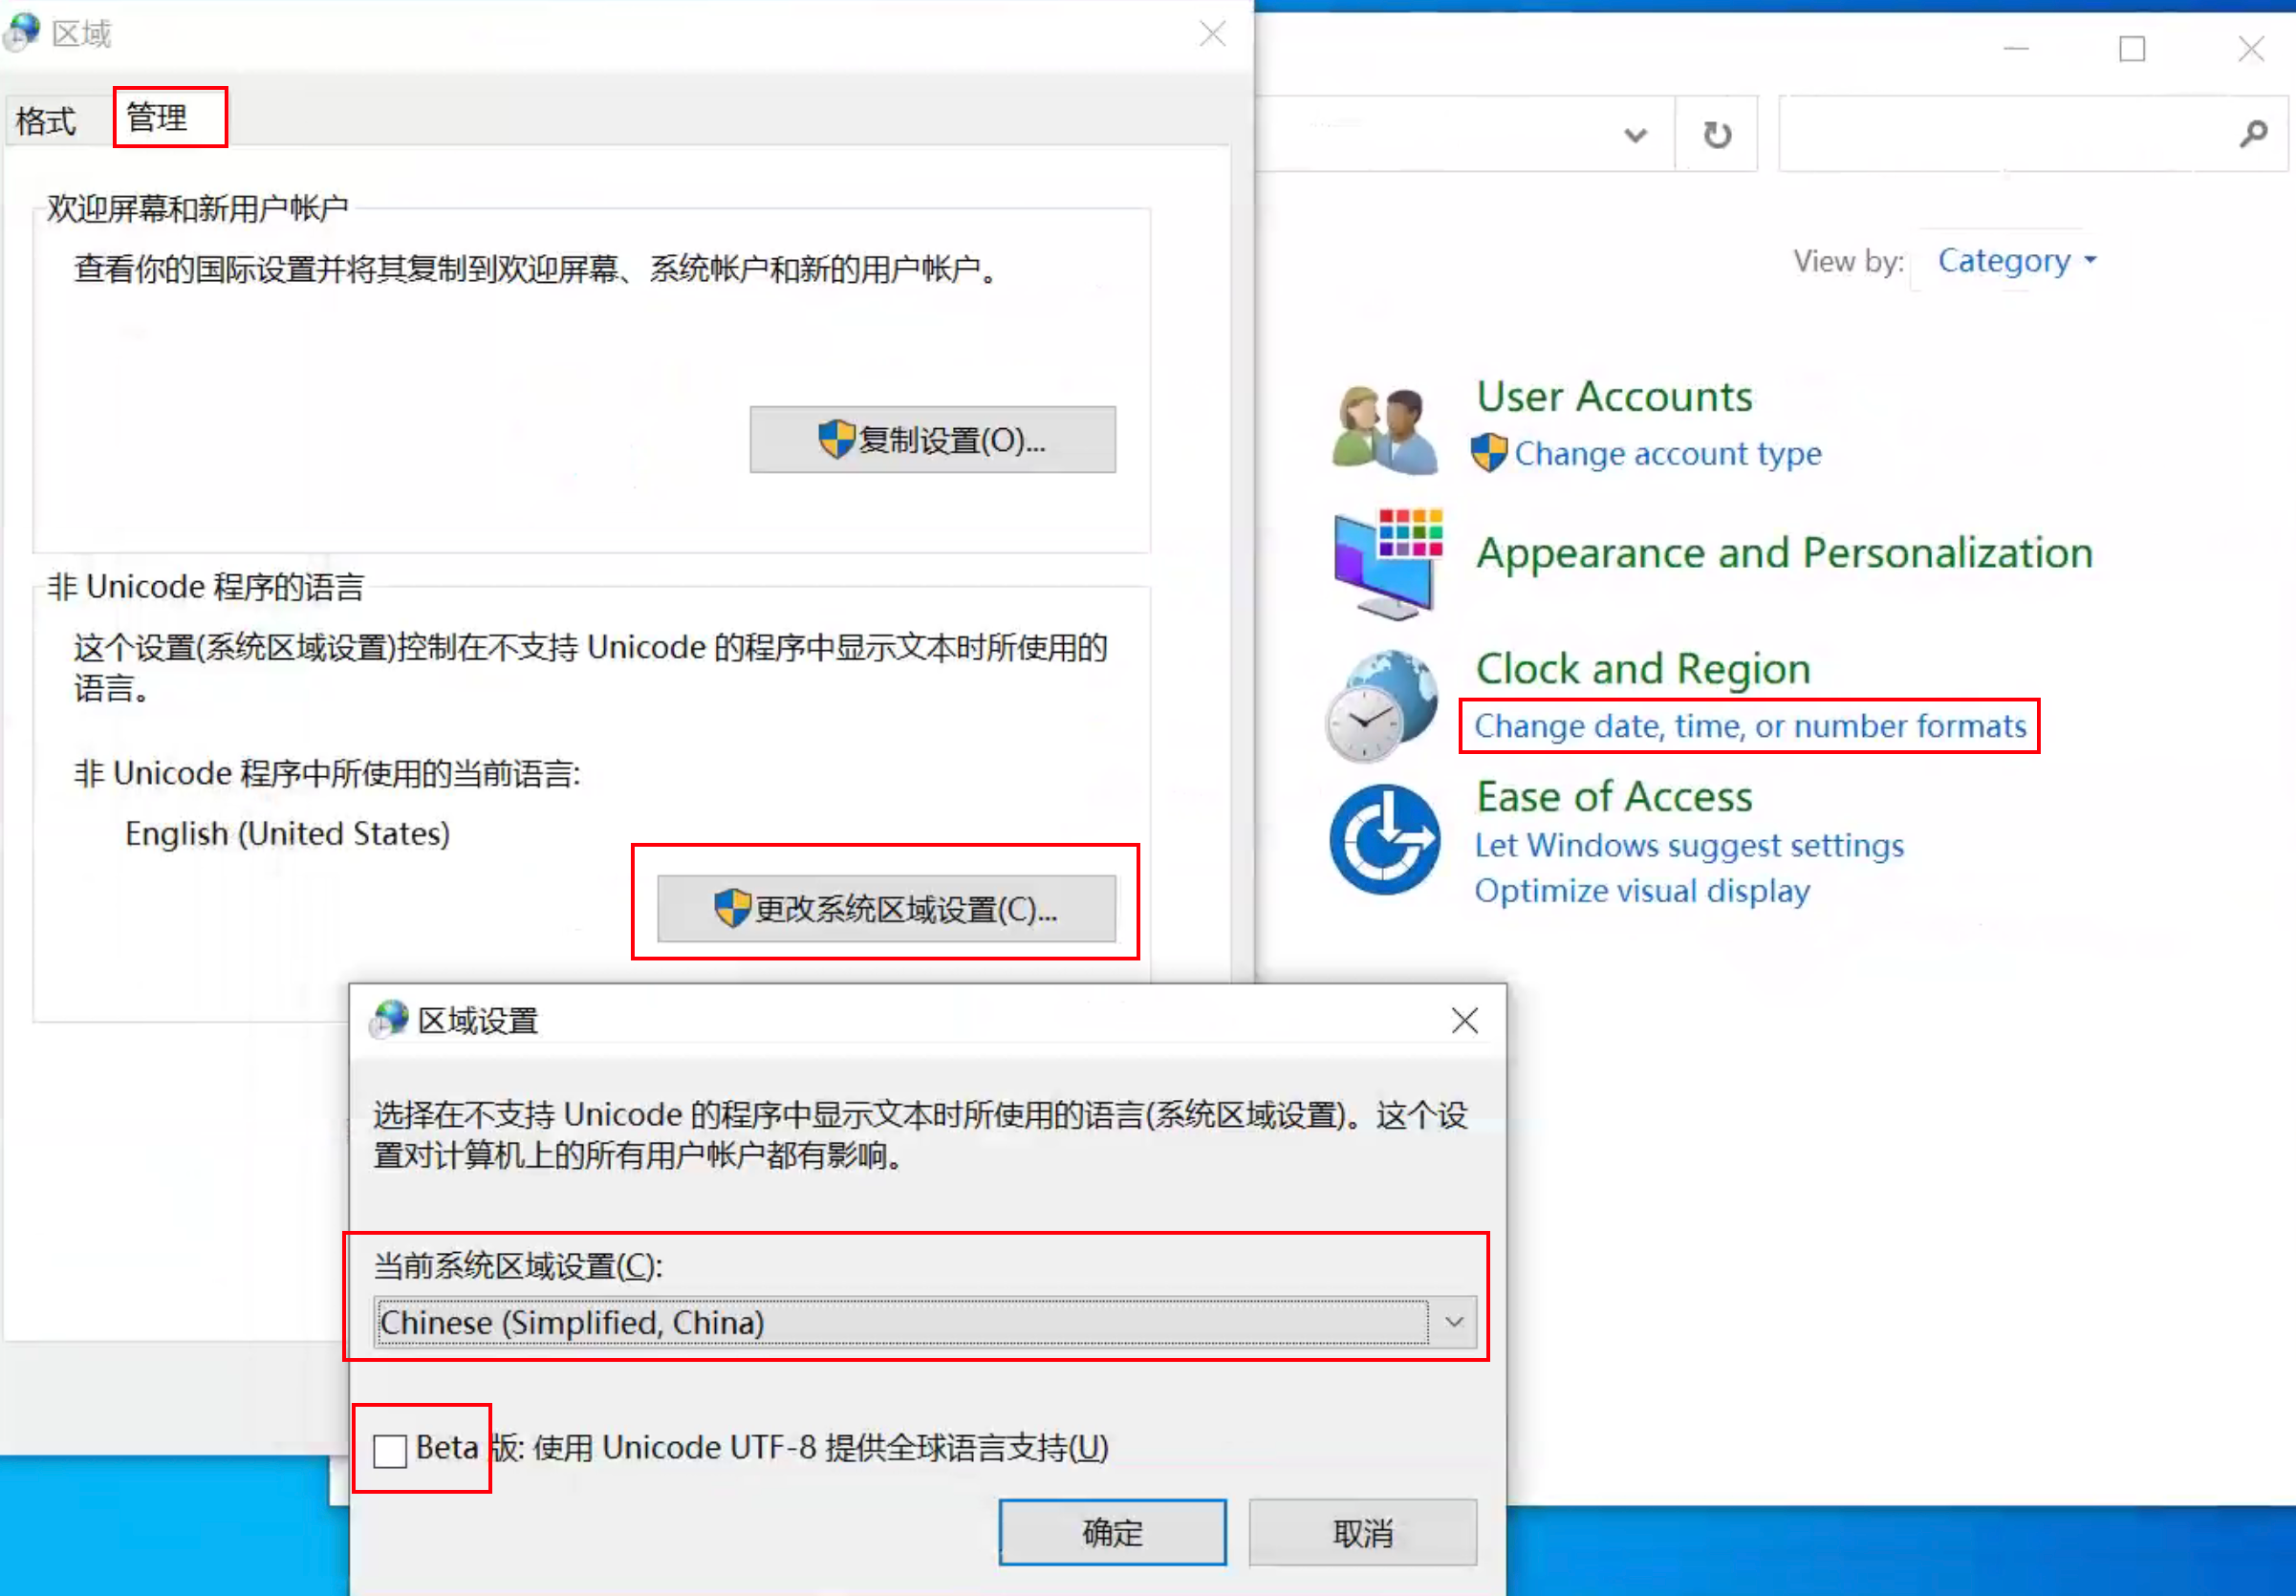 区域
格式
管理
欢迎屏幕和新用户帐户
查看你的国际设置并将其复制到欢迎屏幕、系统帐户和新的用户帐户。
复制设置(O)...
非 Unicode 程序的语言
这个设置(系统区域设置)控制在不支持 Unicode 的程序中显示文本时所使用的
语言。
非 Unicode 程序中所使用的当前语言:
English (United States)
更改系统区域设置(C)...
View by:
Category
User Accounts
Change account type
Appearance and Personalization
Clock and Region
Change date, time, or number formats
Ease of Access
Let Windows suggest settings
Optimize visual display
区域设置
选择在不支持 Unicode 的程序中显示文本时所使用的语言(系统区域设置)。这个设
置对计算机上的所有用户帐户都有影响。
当前系统区域设置(C):
Chinese (Simplified, China)
Beta 版: 使用 Unicode UTF-8 提供全球语言支持(U)
确定
取消